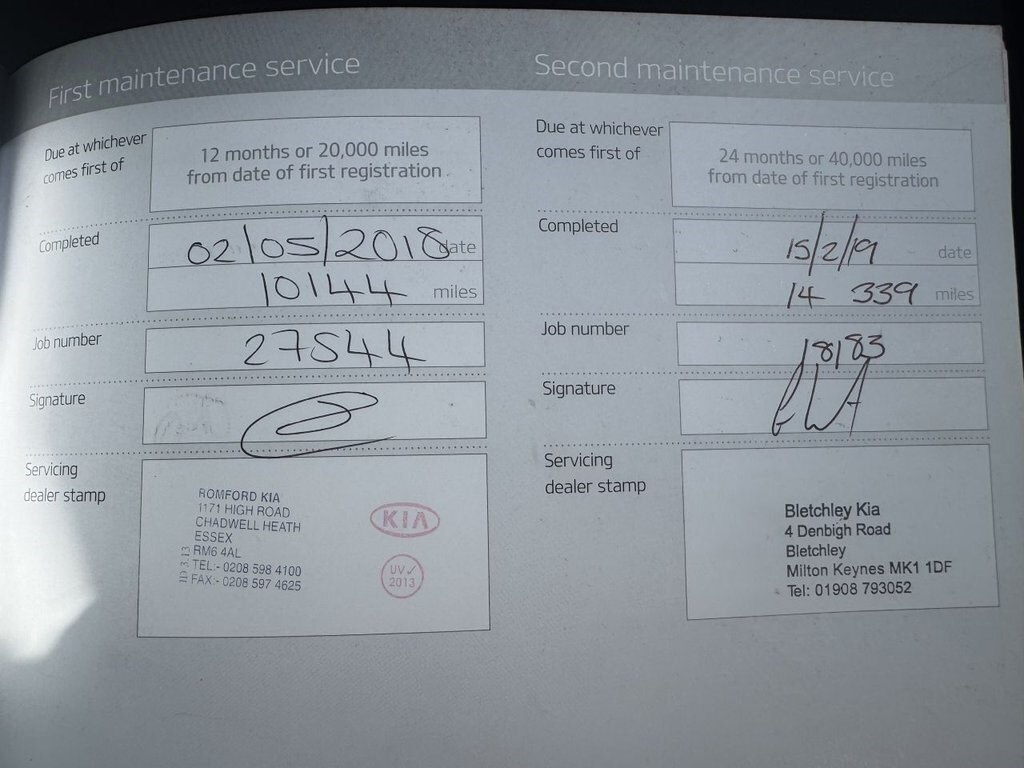 First maintenance service
Due at whichever
comes first of
12 months or 20,000 miles
from date of first registration
Completed
02/05/2018 date
10144 miles
Job number
27544
Signature
Servicing
dealer stamp
ROMFORD KIA
1171 HIGH ROAD
CHADWELL HEATH
ESSEX
RM6 4AL
TEL:- 0208 598 4100
FAX:- 0208 597 4625
KIA
UV✓
2013
Second maintenance service
Due at whichever
comes first of
24 months or 40,000 miles
from date of first registration
Completed
15/2/19 date
14 339 miles
Job number
18183
Signature
Servicing
dealer stamp
Bletchley Kia
4 Denbigh Road
Bletchley
Milton Keynes MK1 1DF
Tel: 01908 793052